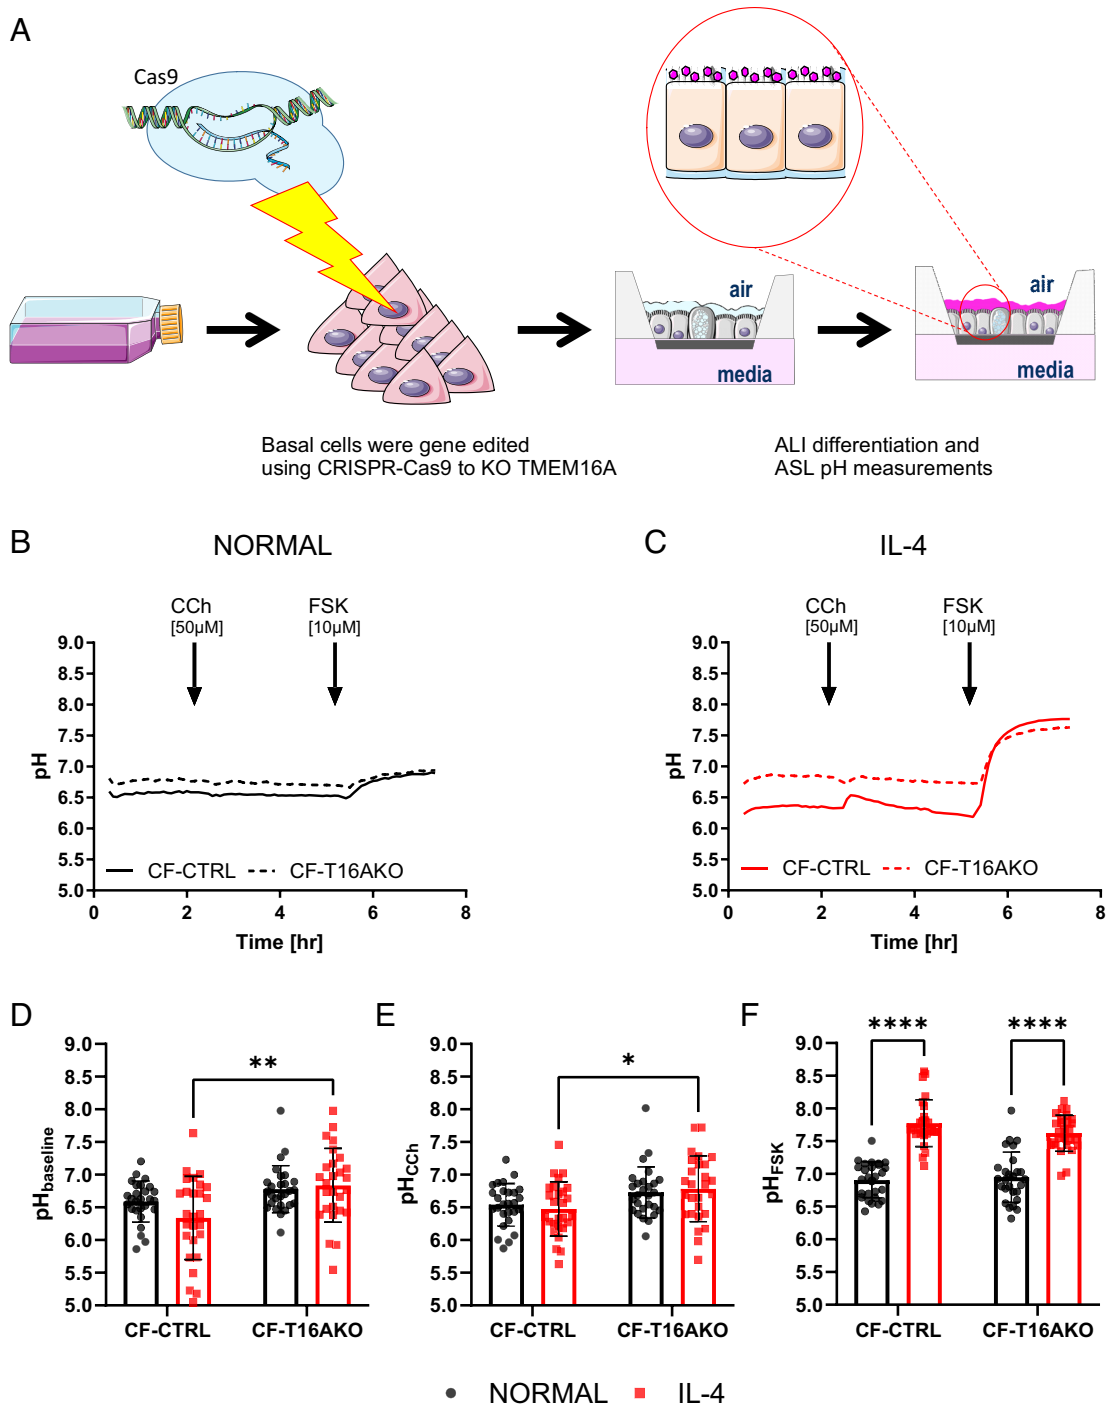 A
Cas9
air
media
air
media
Basal cells were gene edited
using CRISPR-Cas9 to KO TMEM16A
ALI differentiation and
ASL pH measurements
B
NORMAL
CCh
[50µM]
FSK
[10µM]
9.0
8.5
8.0
7.5
7.0
6.5
6.0
5.5
5.0
pH
CF-CTRL
CF-T16AKO
0
2
4
6
8
Time [hr]
C
IL-4
CCh
[50µM]
FSK
[10µM]
9.0
8.5
8.0
7.5
7.0
6.5
6.0
5.5
5.0
pH
CF-CTRL
CF-T16AKO
0
2
4
6
8
Time [hr]
D
**
9.0
8.5
8.0
7.5
7.0
6.5
6.0
5.5
5.0
pHbaseline
CF-CTRL
CF-T16AKO
E
*
9.0
8.5
8.0
7.5
7.0
6.5
6.0
5.5
5.0
pHCCh
CF-CTRL
CF-T16AKO
F
****
****
9.0
8.5
8.0
7.5
7.0
6.5
6.0
5.5
5.0
pHFSK
CF-CTRL
CF-T16AKO
NORMAL
IL-4